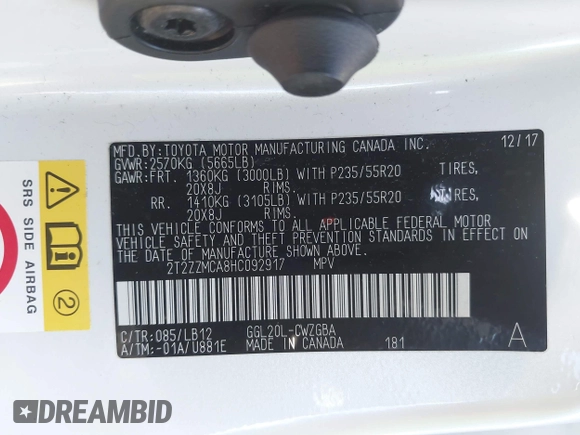 MFD.BY:TOYOTA MOTOR MANUFACTURING CANADA INC. 12/17
GVWR:2570KG (5665LB)
GAWR:FRT. 1360KG (3000LB) WITH P235/55R20 TIRES,
20X8J RIMS.
RR. 1410KG (3105LB) WITH P235/55R20 TIRES,
20X8J RIMS.
THIS VEHICLE CONFORMS TO ALL APPLICABLE FEDERAL MOTOR
VEHICLE SAFETY AND THEFT PREVENTION STANDARDS IN EFFECT
ON THE DATE OF MANUFACTURE SHOWN ABOVE.
2T2ZZMCA8HC092917 MPV
C/TR:085/LB12 GGL20L-CWZGBA
A/TM:-01A/U881E MADE IN CANADA 181 A
SRS SIDE AIRBAG
2
DREAMBID